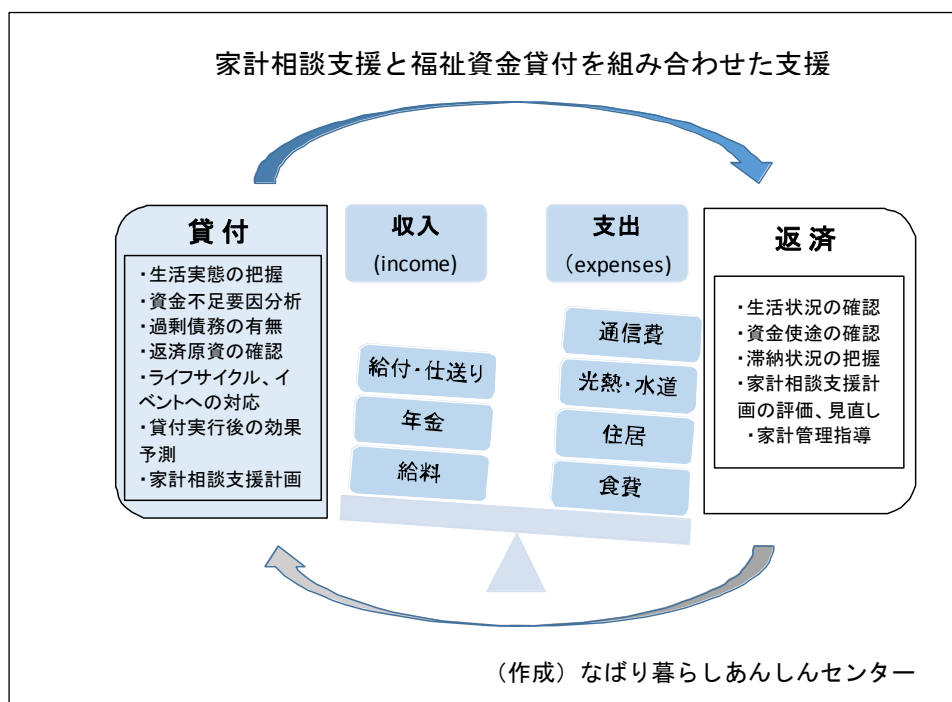 家計相談支援と福祉資金貸付を組み合わせた支援
貸付
・生活実態の把握
・資金不足要因分析
・過剰債務の有無
・返済原資の確認
・ライフサイクル、イ
ベントへの対応
・貸付実行後の効果
予測
・家計相談支援計画
収入
(income)
給付・仕送り
年金
給料
支出
（expenses)
通信費
光熱・水道
住居
食費
返済
・生活状況の確認
・資金使途の確認
・滞納状況の把握
・家計相談支援計
画の評価、見直し
・家計管理指導
（作成）なばり暮らしあんしんセンター